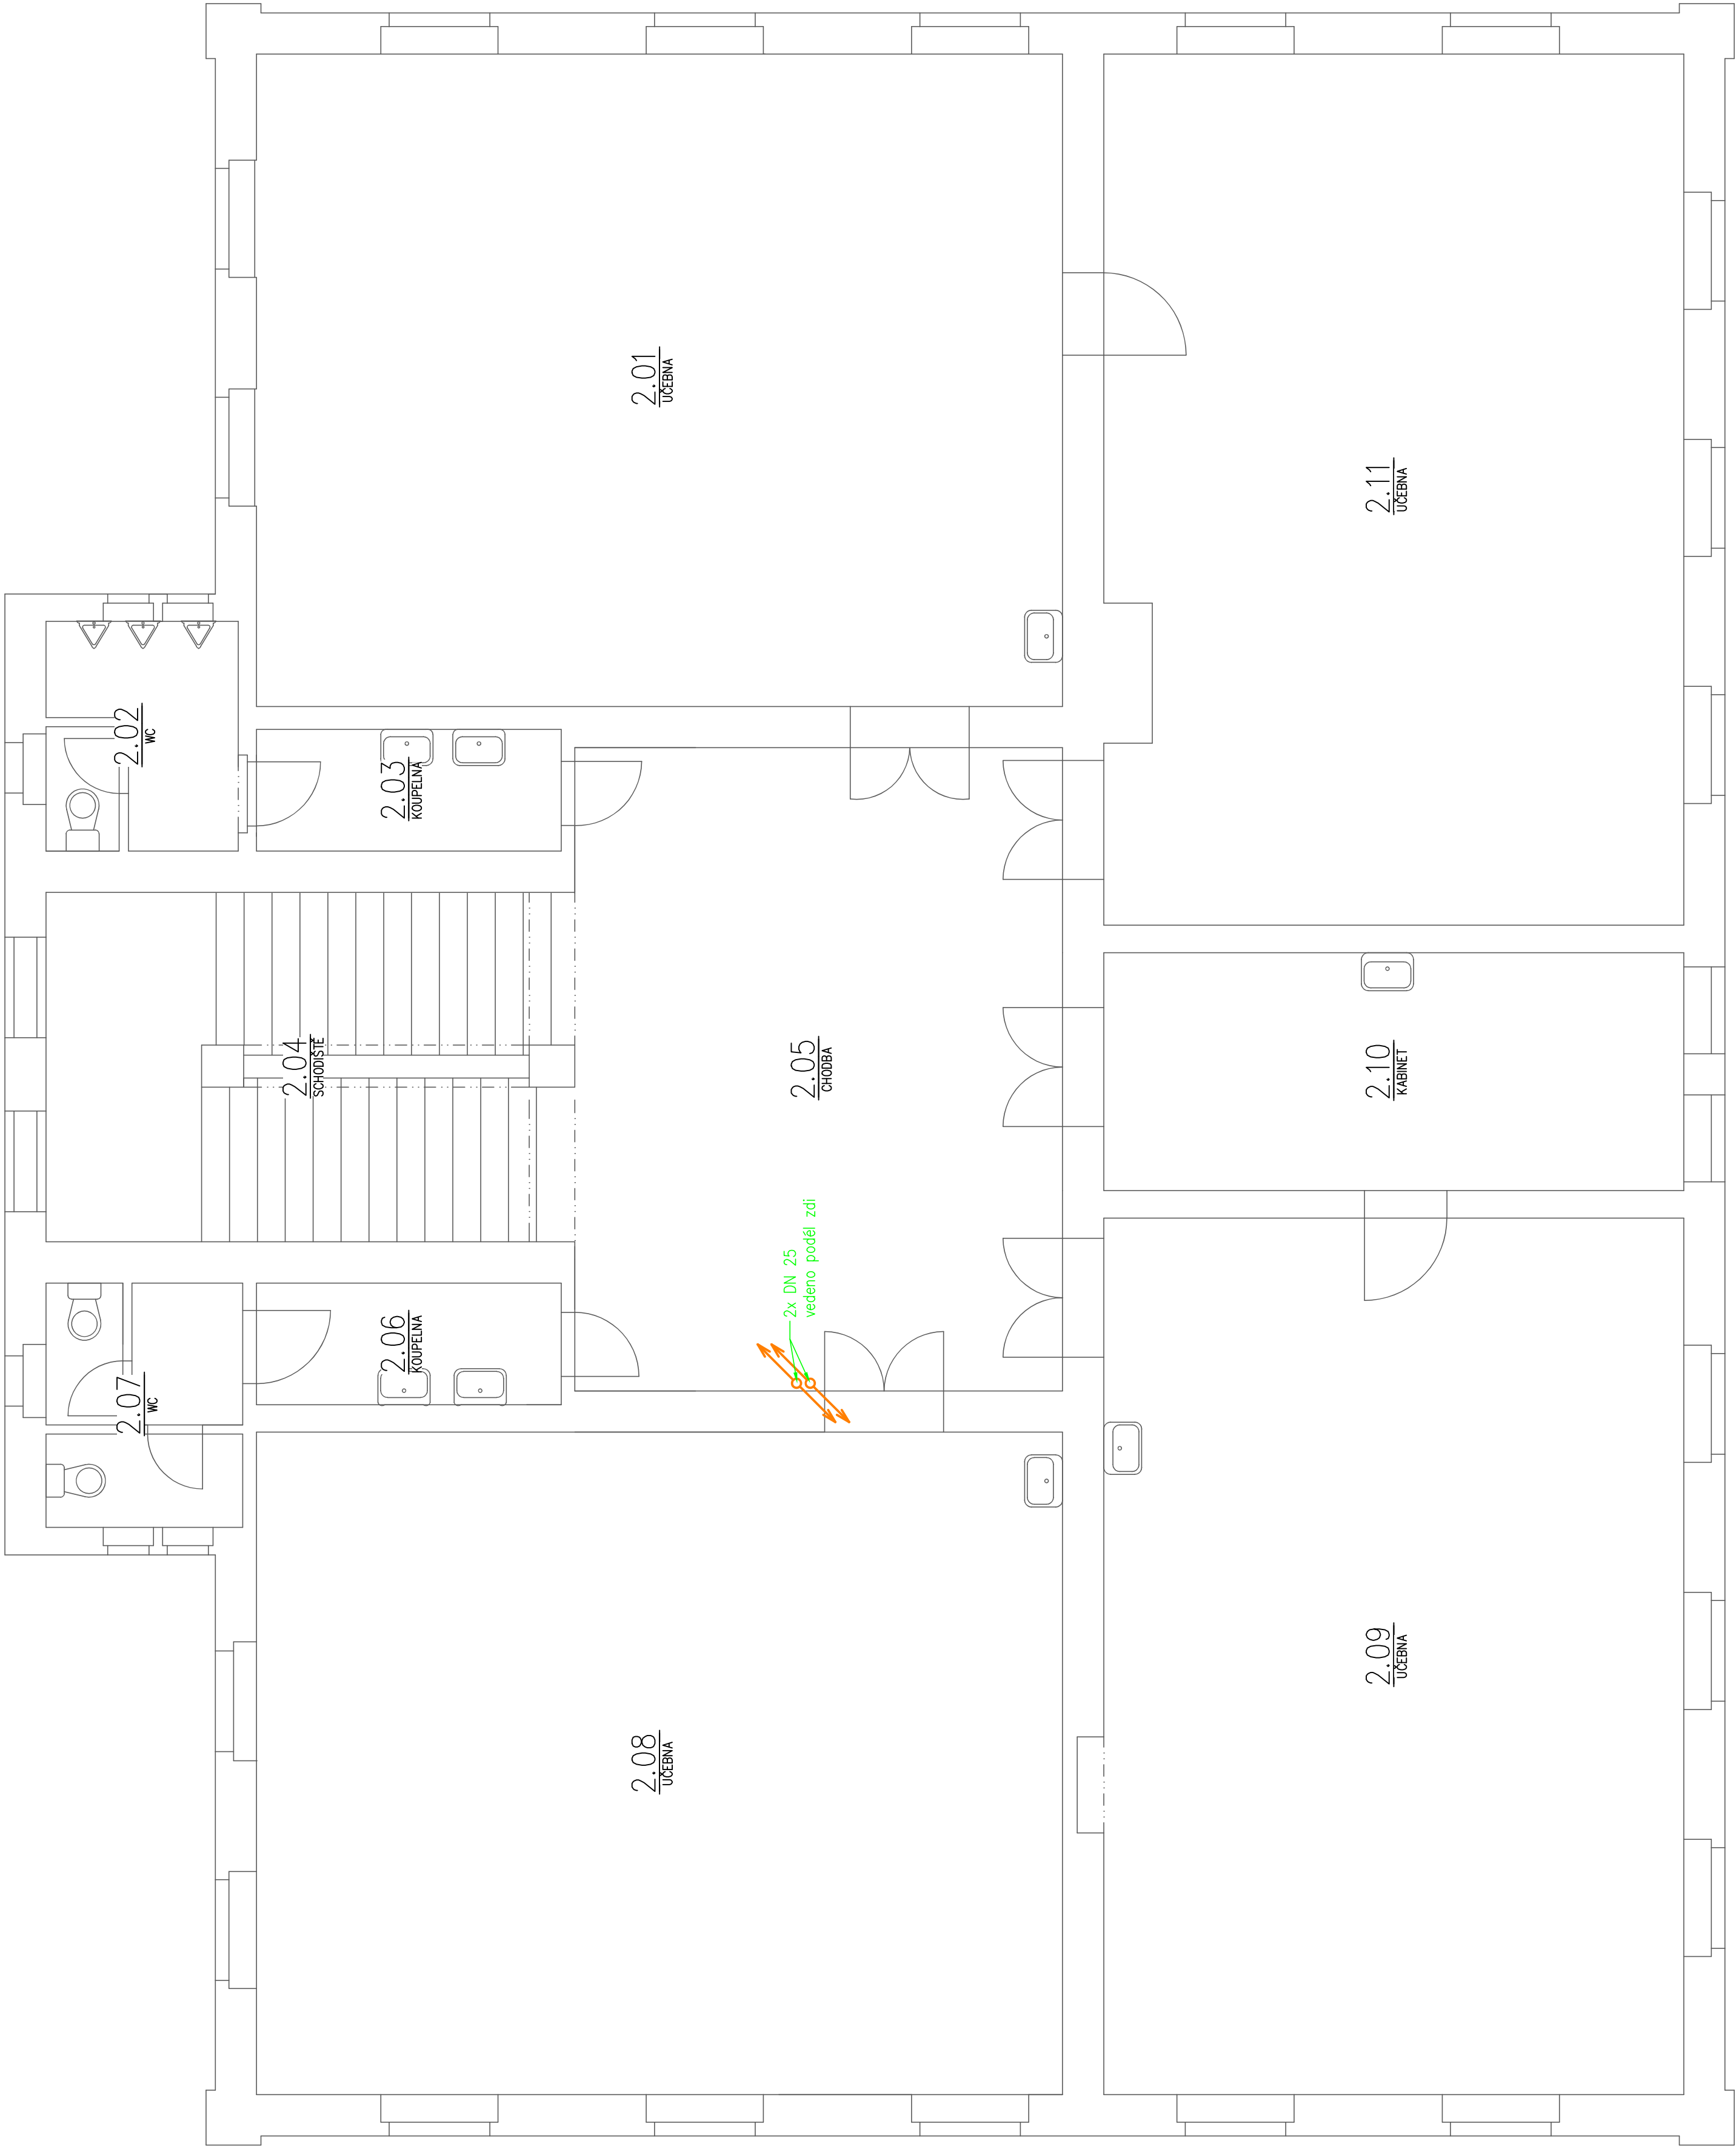 2.01
UČEBNA
2.02
WC
2.03
KOUPELNA
2.04
SCHODIŠTĚ
2.05
CHODBA
2.06
KOUPELNA
2.07
WC
2.08
UČEBNA
2.09
UČEBNA
2.10
KABINET
2.11
UČEBNA
2x DN 25
vedeno podél zdi